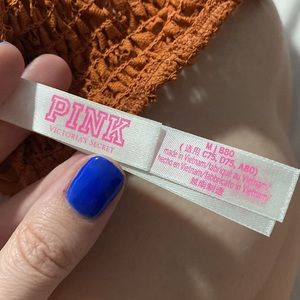 PINK
VICTORIA'S SECRET
M | B80
(适用 C75, D75, A80)
made in Vietnam/fabriqué au Vietnam/
hecho en Vietnam/fabricado no Vietnam/
越南制造